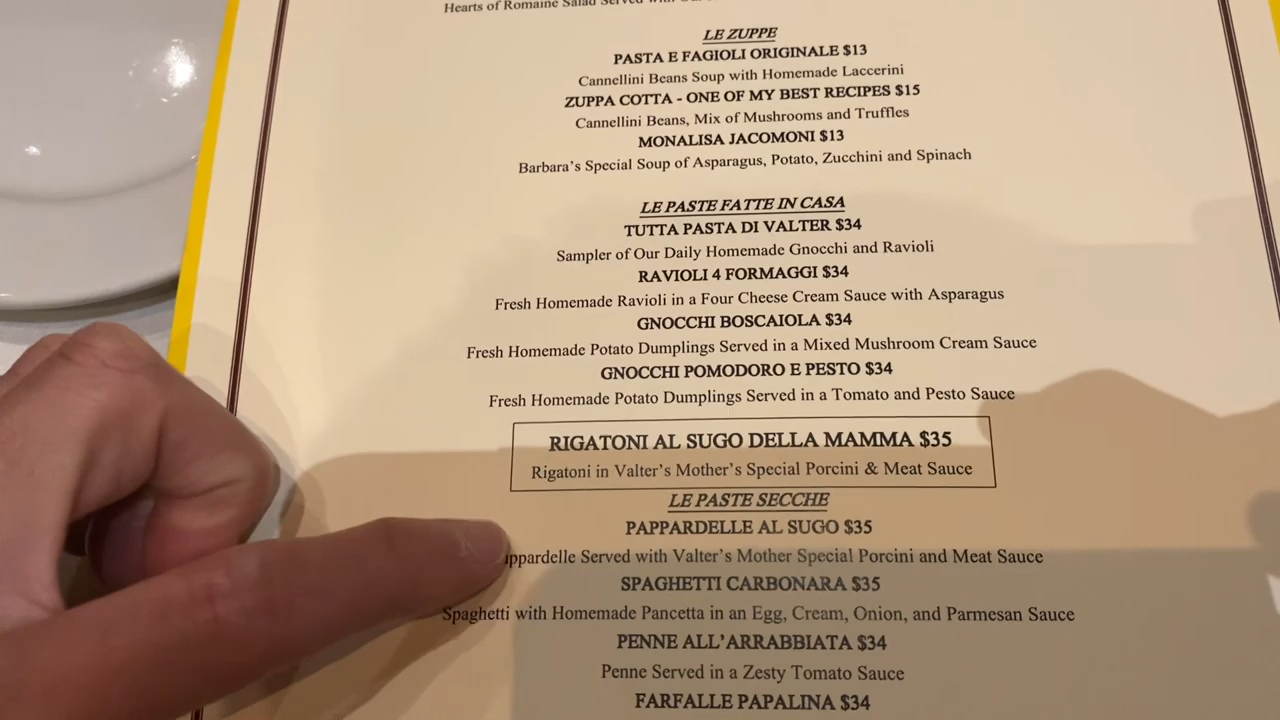 Hearts of Romaine Salad Served
LE ZUPPE
PASTA E FAGIOLI ORIGINALE $13
Cannellini Beans Soup with Homemade Laccerini
ZUPPA COTTA - ONE OF MY BEST RECIPES $15
Cannellini Beans, Mix of Mushrooms and Truffles
MONALISA JACOMONI $13
Barbara's Special Soup of Asparagus, Potato, Zucchini and Spinach
LE PASTE FATTE IN CASA
TUTTA PASTA DI VALTER $34
Sampler of Our Daily Homemade Gnocchi and Ravioli
RAVIOLI 4 FORMAGGI $34
Fresh Homemade Ravioli in a Four Cheese Cream Sauce with Asparagus
GNOCCHI BOSCAIOLA $34
Fresh Homemade Potato Dumplings Served in a Mixed Mushroom Cream Sauce
GNOCCHI POMODORO E PESTO $34
Fresh Homemade Potato Dumplings Served in a Tomato and Pesto Sauce
RIGATONI AL SUGO DELLA MAMMA $35
Rigatoni in Valter's Mother's Special Porcini & Meat Sauce
LE PASTE SECCHE
PAPPARDELLE AL SUGO $35
ppardelle Served with Valter's Mother Special Porcini and Meat Sauce
SPAGHETTI CARBONARA $35
Spaghetti with Homemade Pancetta in an Egg, Cream, Onion, and Parmesan Sauce
PENNE ALL'ARRABBIATA $34
Penne Served in a Zesty Tomato Sauce
FARFALLE PAPALINA $34